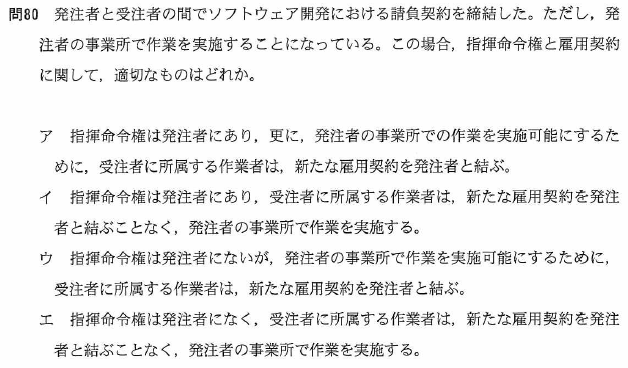 問80 発注者と受注者の間でソフトウェア開発における請負契約を締結した。ただし，発
注者の事業所で作業を実施することになっている。この場合，指揮命令権と雇用契約
に関して，適切なものはどれか。
ア 指揮命令権は発注者にあり，更に，発注者の事業所での作業を実施可能にするた
めに，受注者に所属する作業者は，新たな雇用契約を発注者と結ぶ。
イ 指揮命令権は発注者にあり，受注者に所属する作業者は，新たな雇用契約を発注
者と結ぶことなく，発注者の事業所で作業を実施する。
ウ 指揮命令権は発注者にないが，発注者の事業所で作業を実施可能にするために，
受注者に所属する作業者は，新たな雇用契約を発注者と結ぶ。
エ 指揮命令権は発注者になく，受注者に所属する作業者は，新たな雇用契約を発注
者と結ぶことなく，発注者の事業所で作業を実施する。